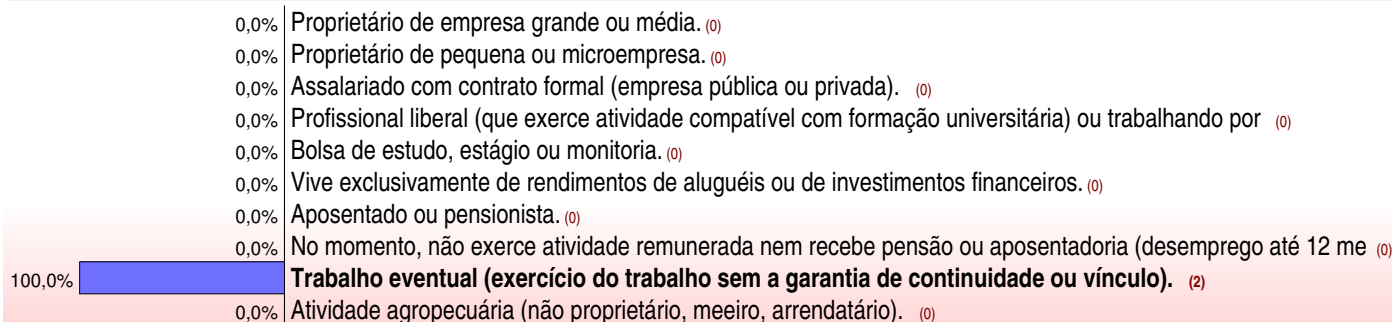 0,0% Proprietário de empresa grande ou média. (0)
0,0% Proprietário de pequena ou microempresa. (0)
0,0% Assalariado com contrato formal (empresa pública ou privada). (0)
0,0% Profissional liberal (que exerce atividade compatível com formação universitária) ou trabalhando por (0)
0,0% Bolsa de estudo, estágio ou monitoria. (0)
0,0% Vive exclusivamente de rendimentos de aluguéis ou de investimentos financeiros. (0)
0,0% Aposentado ou pensionista. (0)
0,0% No momento, não exerce atividade remunerada nem recebe pensão ou aposentadoria (desemprego até 12 me (0)
100,0% Trabalho eventual (exercício do trabalho sem a garantia de continuidade ou vínculo). (2)
0,0% Atividade agropecuária (não proprietário, meeiro, arrendatário). (0)